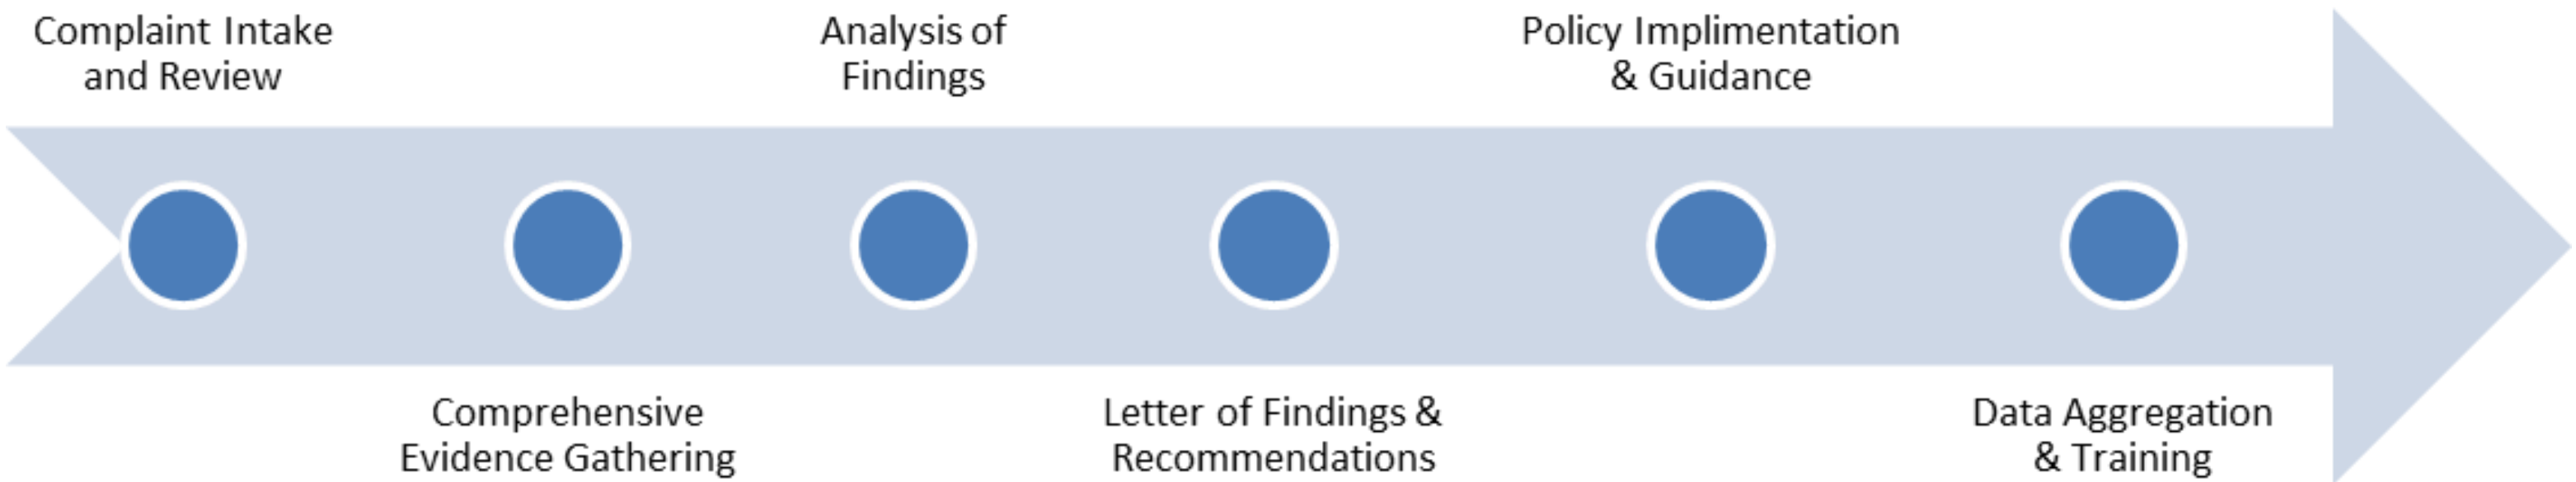 Complaint Intake
and Review
Comprehensive
Evidence Gathering
Analysis of
Findings
Letter of Findings &
Recommendations
Policy Implimentation
& Guidance
Data Aggregation
& Training